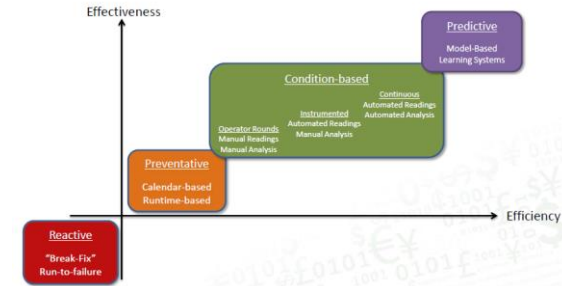 Effectiveness
Predictive
Model-Based
Learning Systems
Condition-based
Continuous
Automated Readings
Automated Analysis
Instrumented
Automated Readings
Manual Analysis
Operator Rounds
Manual Readings
Manual Analysis
Preventative
Calendar-based
Runtime-based
Efficiency
Reactive
"Break-Fix"
Run-to-failure